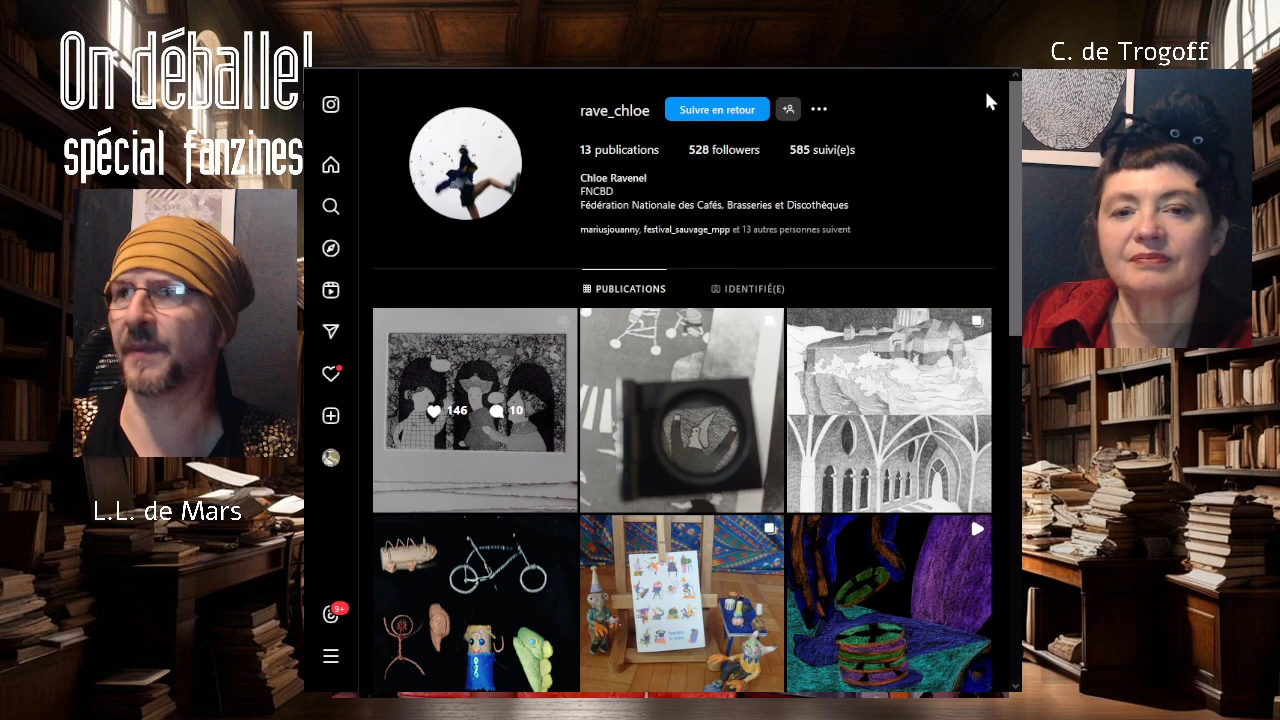 On déballe!
spécial fanzines
C. de Trogoff
L.L. de Mars
rave_chloe
Suivre en retour
13 publications 528 followers 585 suivi(e)s
Chloe Ravenel
FNCBD
Fédération Nationale des Cafés, Brasseries et Discothèques
mariusjouanny, festival_sauvage_mpp et 13 autres personnes suivent
PUBLICATIONS IDENTIFIÉ(E)
146 10
9+